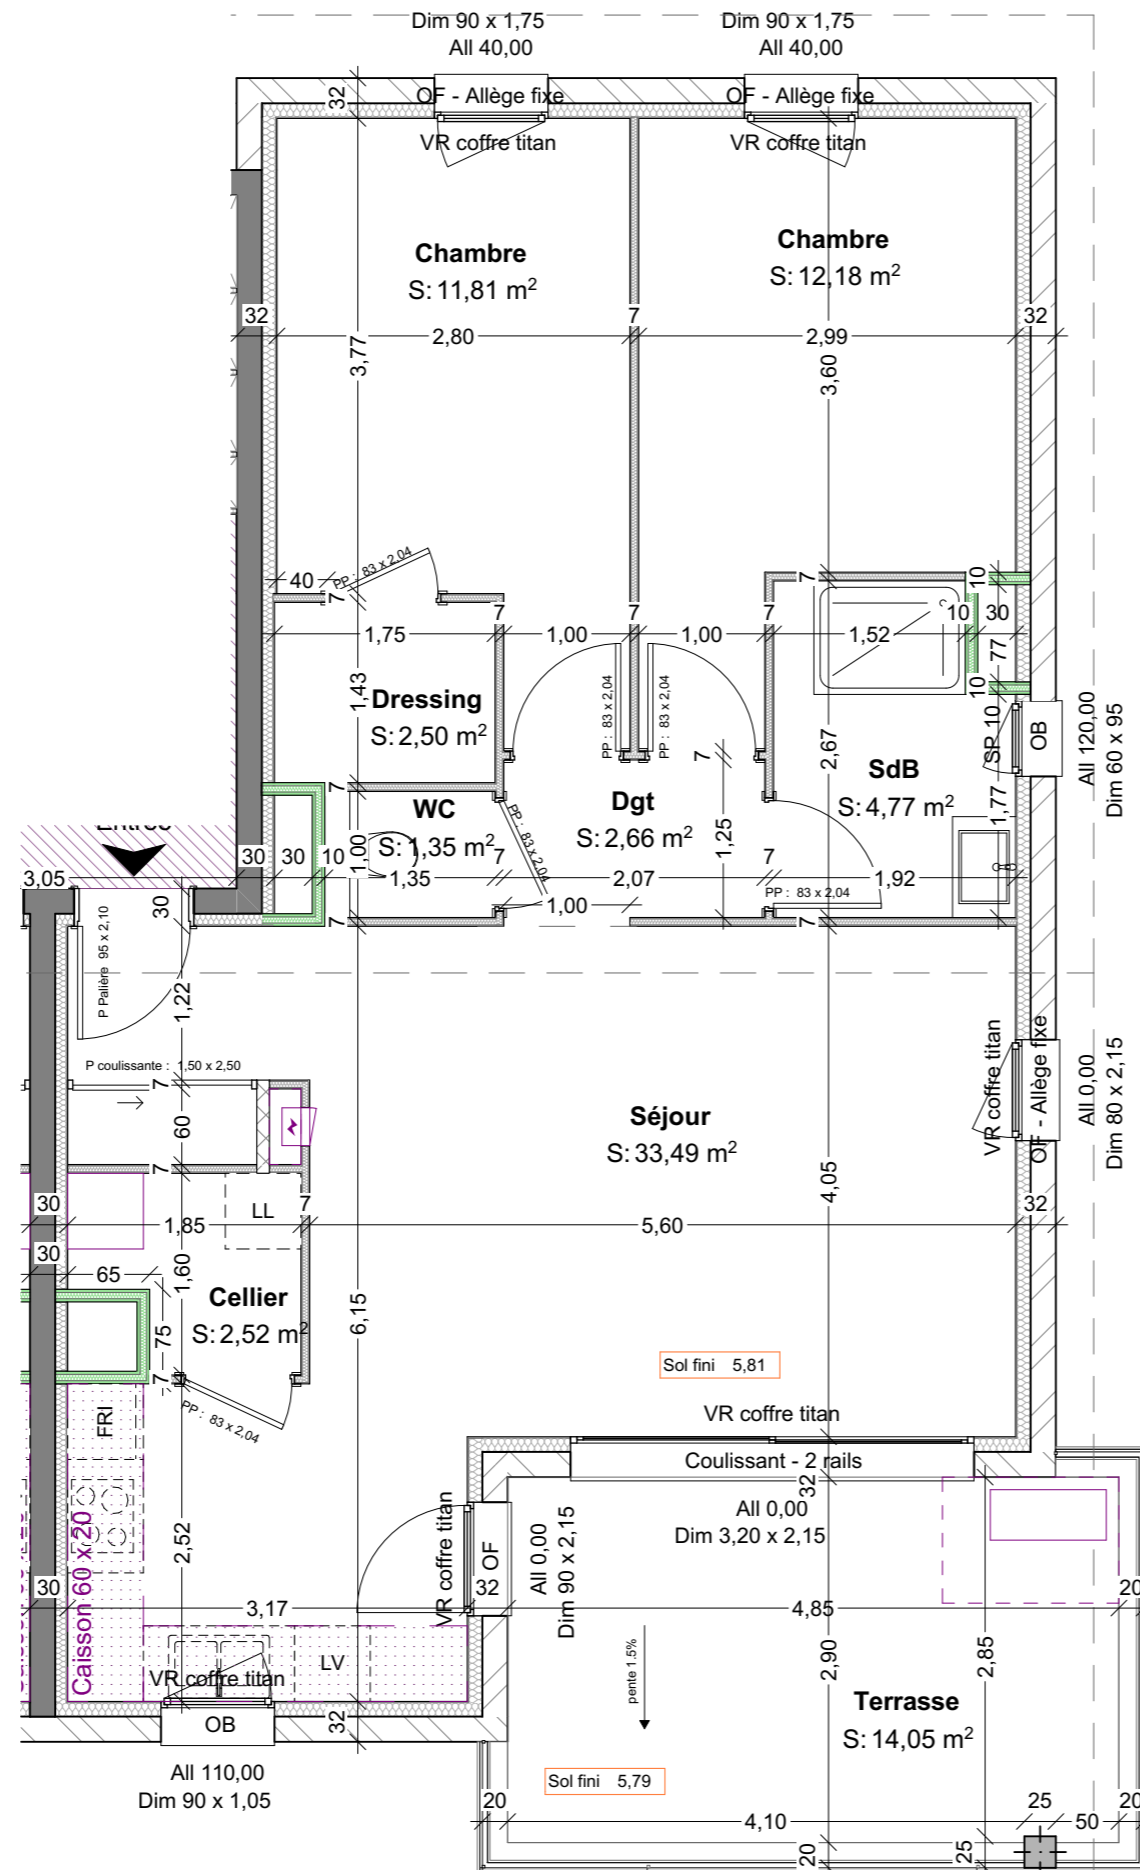 Dim 90 x 1,75
All 40,00
Dim 90 x 1,75
All 40,00
OF - Allège fixe
OF - Allège fixe
VR coffre titan
VR coffre titan
32
Chambre
S: 11,81 m²
Chambre
S: 12,18 m²
32
2,80
7
2,99
32
3,77
3,60
40
PP : 83 x 2,04
7
7
7
7
7
10
1,75
1,00
1,00
1,52
10
30
77
10
1,43
Dressing
S: 2,50 m²
PP : 83 x 2,04
PP : 83 x 2,04
7
2,67
SP 10
OB
All 120,00
Dim 60 x 95
SdB
S: 4,77 m²
1,77
7
WC
S: 1,35 m²
1,00
PP : 83 x 2,04
Dgt
S: 2,66 m²
1,25
Entrée
3,05
30
30
10
1,35
7
2,07
7
1,92
PP : 83 x 2,04
1,00
30
7
7
P Palière 95 x 2,10
1,22
P coulissante : 1,50 x 2,50
7
60
7
VR coffre titan
OF - Allège fixe
All 0,00
Dim 80 x 2,15
Séjour
S: 33,49 m²
4,05
30
1,85
LL
7
5,60
32
30
65
1,60
Cellier
S: 2,52 m²
75
7
6,15
PP : 83 x 2,04
Sol fini 5,81
FRI
VR coffre titan
Coulissant - 2 rails
32
All 0,00
Dim 3,20 x 2,15
Caisson 60 x 20
2,52
VR coffre titan
OF
32
All 0,00
Dim 90 x 2,15
30
3,17
4,85
20
2,90
2,85
pente 1.5%
VR coffre titan
LV
OB
32
Terrasse
S: 14,05 m²
All 110,00
Dim 90 x 1,05
Sol fini 5,79
20
4,10
25
50
20
20
25